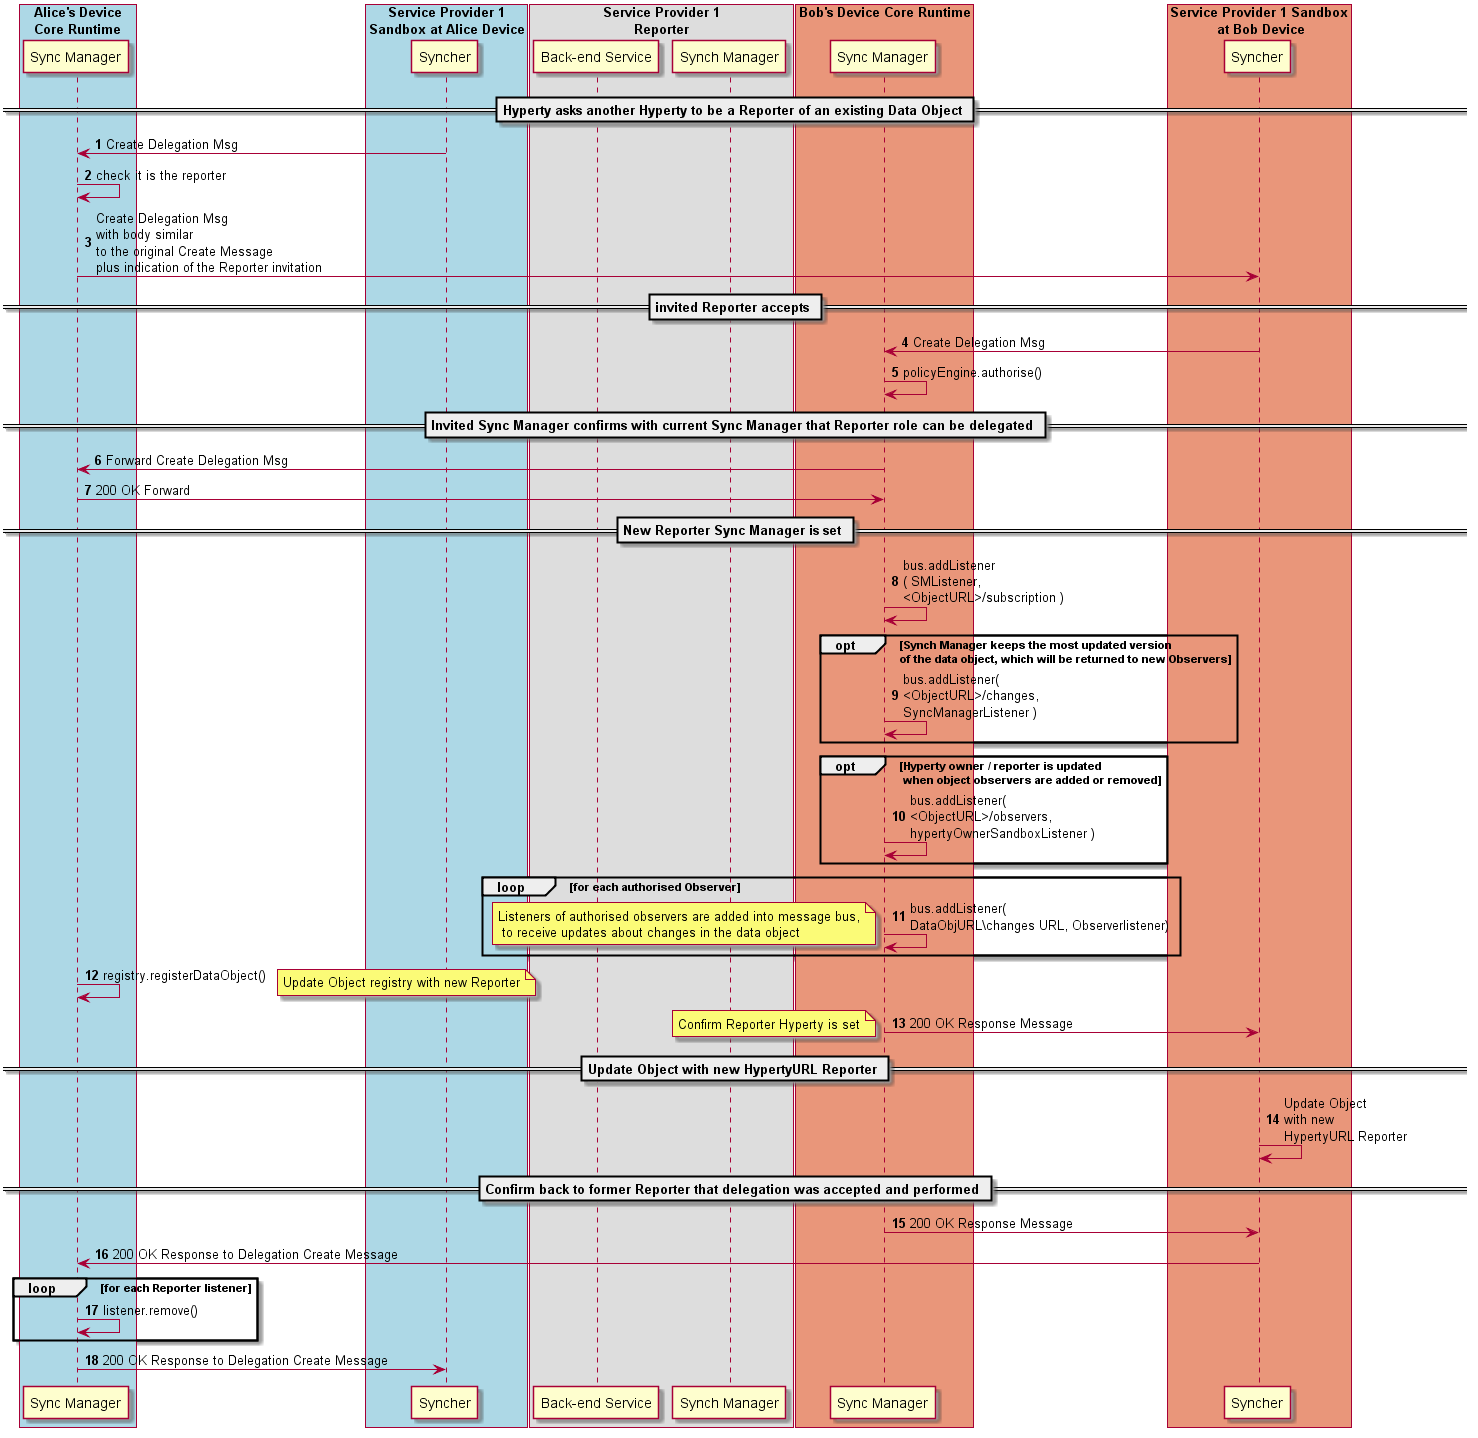 Alice's Device
Core Runtime
Service Provider 1
Sandbox at Alice Device
Service Provider 1
Reporter
Bob's Device Core Runtime
Service Provider 1 Sandbox
at Bob Device
Sync Manager
Syncher
Back-end Service
Synch Manager
Sync Manager
Syncher
Hyperty asks another Hyperty to be a Reporter of an existing Data Object
1 Create Delegation Msg
2 check it is the reporter
3 Create Delegation Msg
with body similar
to the original Create Message
plus indication of the Reporter invitation
invited Reporter accepts
4 Create Delegation Msg
5 policyEngine.authorise()
Invited Sync Manager confirms with current Sync Manager that Reporter role can be delegated
6 Forward Create Delegation Msg
7 200 OK Forward
New Reporter Sync Manager is set
8 bus.addListener
( SMListener,
<ObjectURL>/subscription )
opt
[Synch Manager keeps the most updated version
of the data object, which will be returned to new Observers]
9 bus.addListener(
<ObjectURL>/changes,
SyncManagerListener )
opt
[Hyperty owner / reporter is updated
when object observers are added or removed]
10 bus.addListener(
<ObjectURL>/observers,
hypertyOwnerSandboxListener )
loop
[for each authorised Observer]
Listeners of authorised observers are added into message bus,
to receive updates about changes in the data object
11 bus.addListener(
DataObjURL\changes URL, Observerlistener)
12 registry.registerDataObject()
Update Object registry with new Reporter
Confirm Reporter Hyperty is set
13 200 OK Response Message
Update Object with new HypertyURL Reporter
14 Update Object
with new
HypertyURL Reporter
Confirm back to former Reporter that delegation was accepted and performed
15 200 OK Response Message
16 200 OK Response to Delegation Create Message
loop
[for each Reporter listener]
17 listener.remove()
18 200 OK Response to Delegation Create Message
Sync Manager
Syncher
Back-end Service
Synch Manager
Sync Manager
Syncher